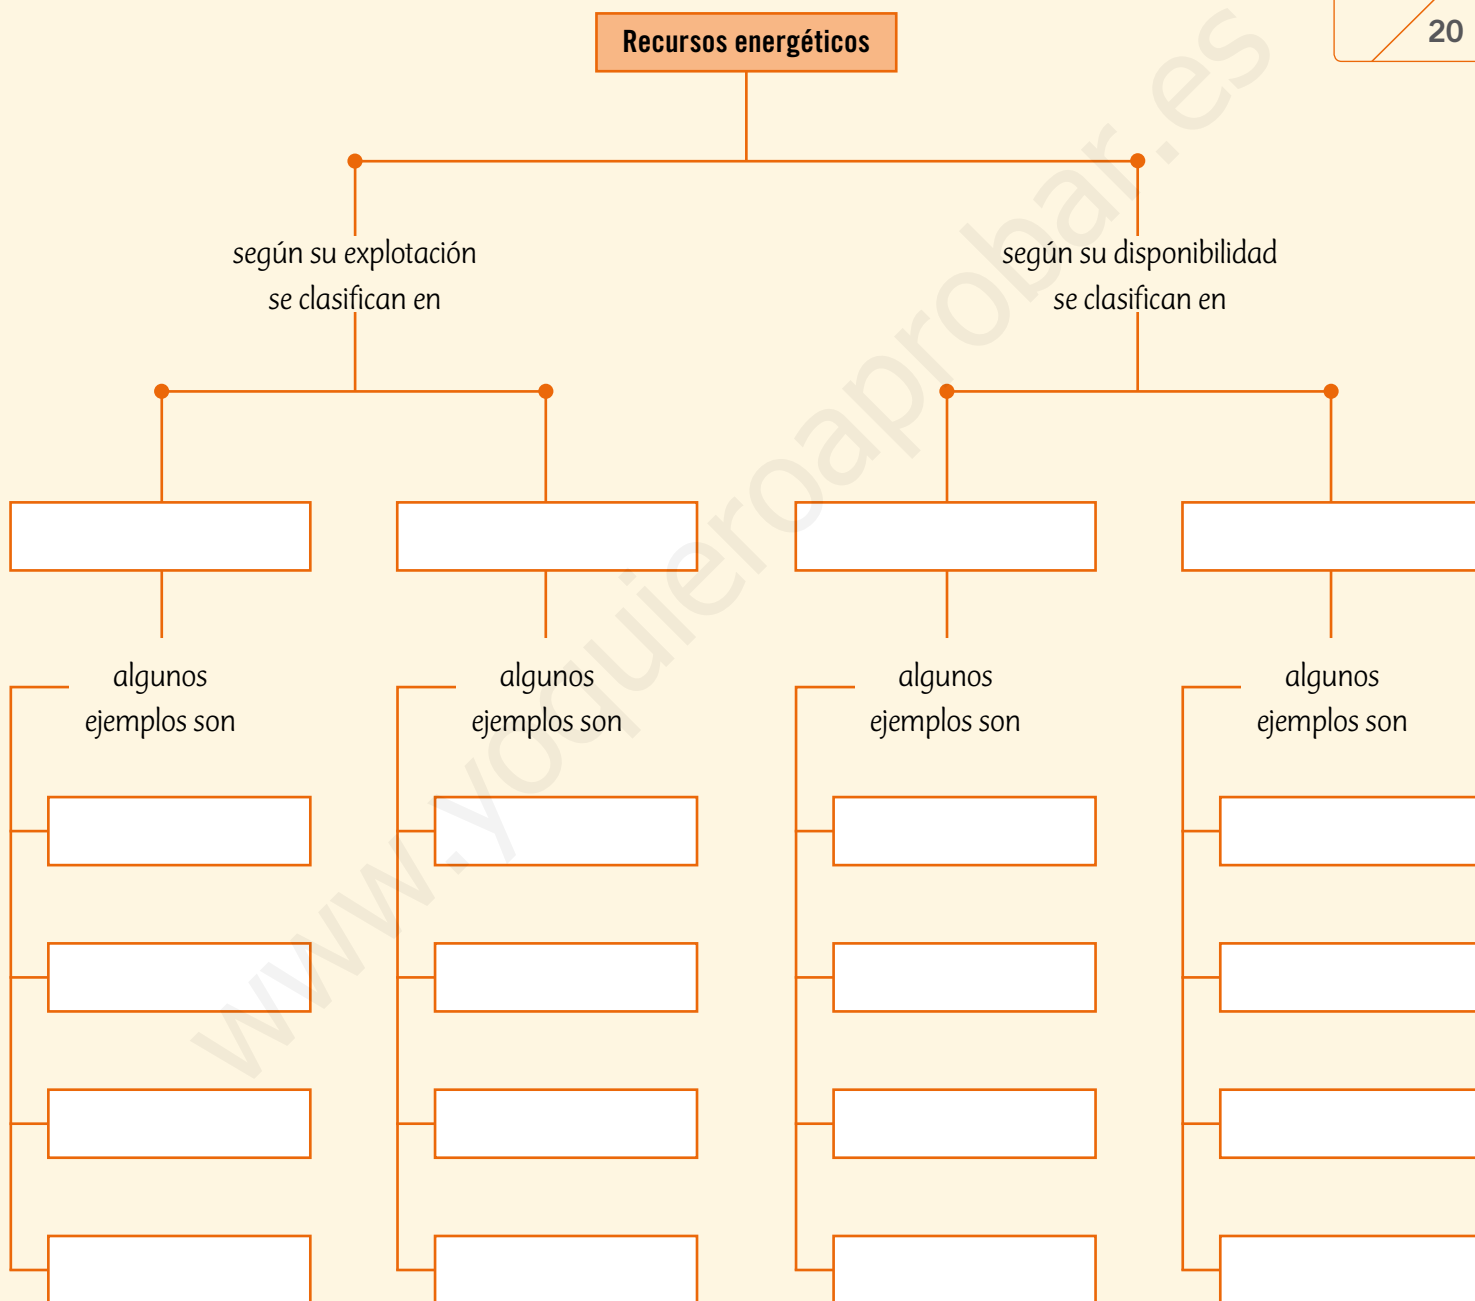 Recursos energéticos
20
según su explotación
se clasifican en
según su disponibilidad
se clasifican en
algunos
ejemplos son
algunos
ejemplos son
algunos
ejemplos son
algunos
ejemplos son
www.yoquieroaprobar.es